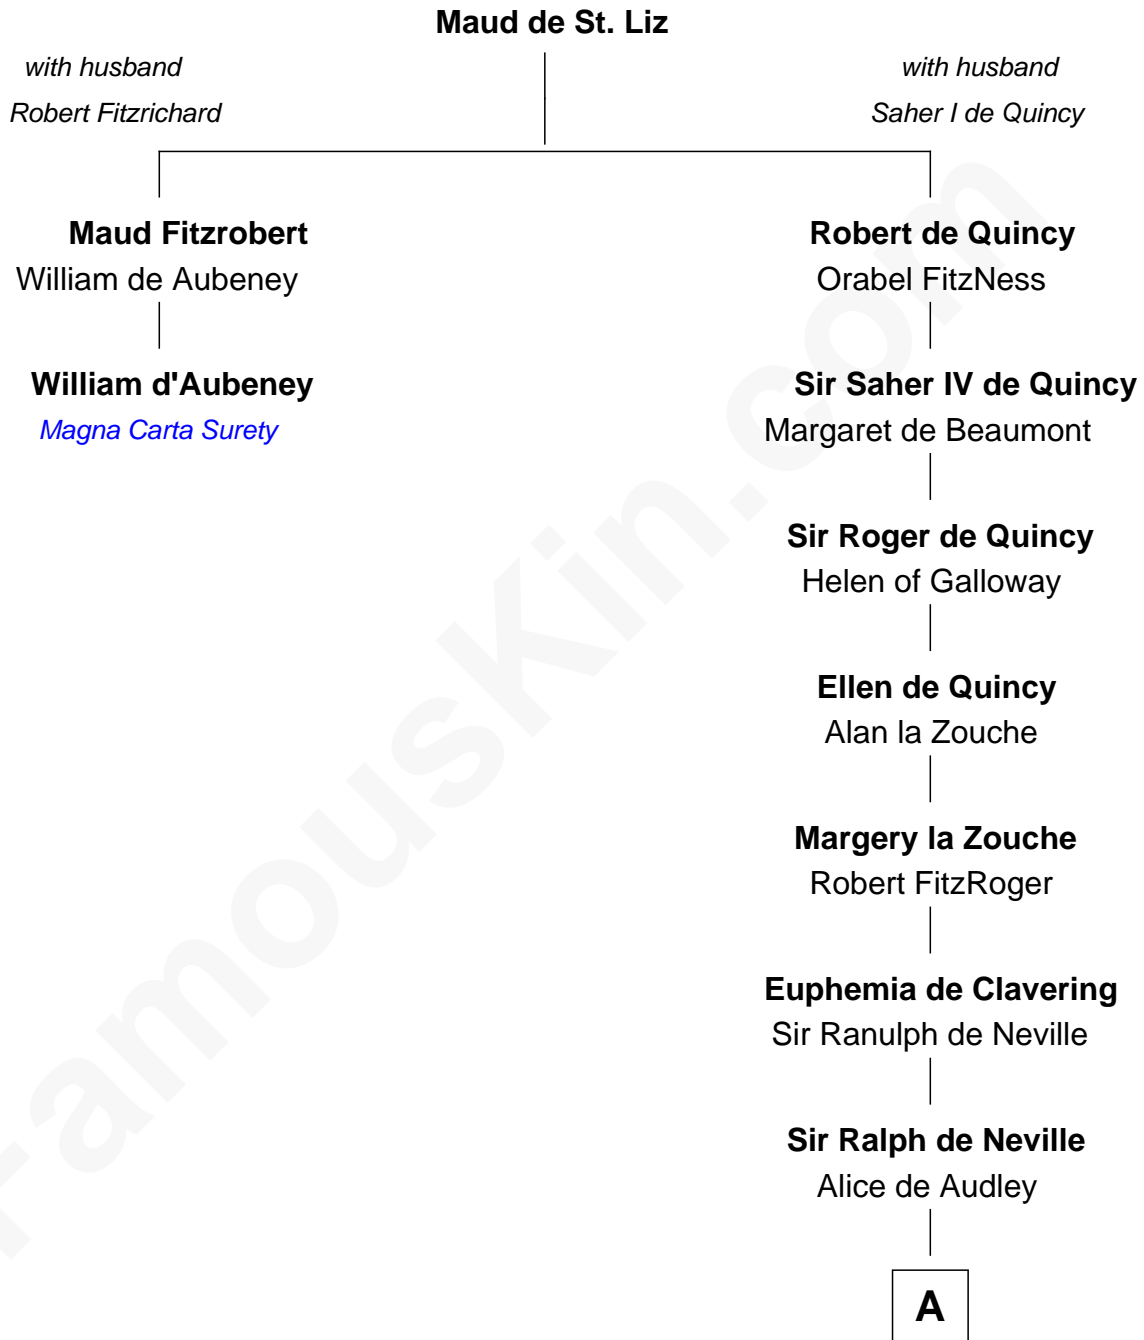 Maud de St. Liz
with husband
Robert Fitzrichard
with husband
Saher I de Quincy
Maud Fitzrobert
William de Aubeney
Robert de Quincy
Orabel FitzNess
William d'Aubeney
Magna Carta Surety
Sir Saher IV de Quincy
Margaret de Beaumont
Sir Roger de Quincy
Helen of Galloway
Ellen de Quincy
Alan la Zouche
Margery la Zouche
Robert FitzRoger
Euphemia de Clavering
Sir Ranulph de Neville
Sir Ralph de Neville
Alice de Audley
A
FamousKin.com